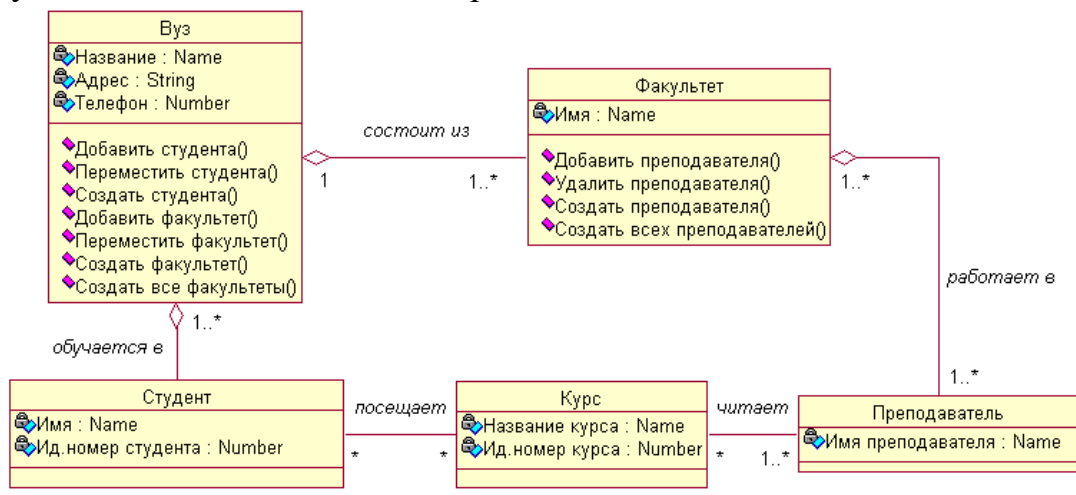 Вуз
Название : Name
Адрес : String
Телефон : Number
Добавить студента()
Переместить студента()
Создать студента()
Добавить факультет()
Переместить факультет()
Создать факультет()
Создать все факультеты()
состоит из
1
1..*
Факультет
Имя : Name
Добавить преподавателя()
Удалить преподавателя()
Создать преподавателя()
Создать всех преподавателей()
1..*
работает в
1..*
1..*
обучается в
Студент
Имя : Name
Ид.номер студента : Number
посещает
* *
Курс
Название курса : Name
Ид.номер курса : Number
читает
* 1..*
Преподаватель
Имя преподавателя : Name